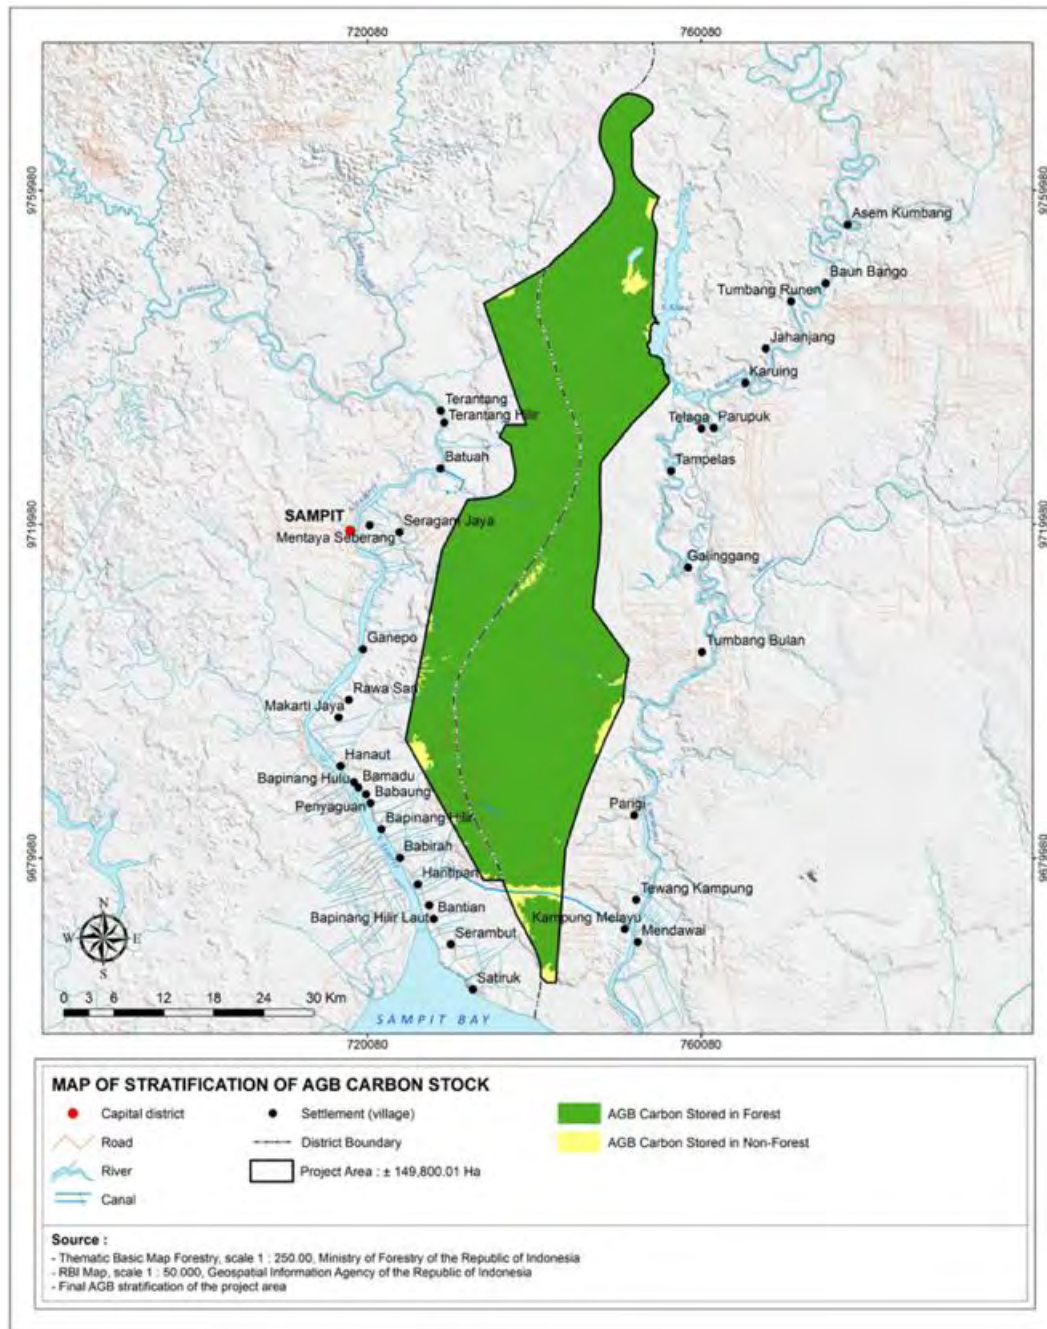 720080
760080
9759980
9759980
Asem Kumbang
Baun Bango
Tumbang Runen
Jahanjang
Karuing
Terantang
Terantang Hilir
Telaga
Parupuk
Batuah
Tampelas
SAMPIT
Seragam Jaya
Mentaya Seberang
9719980
9719980
Galinggang
Ganepo
Tumbang Bulan
Rawa Sari
Makarti Jaya
Hanaut
Bapinang Hulu
Bamadu
Babaung
Penyaguan
Bapinang Hilir
Parigi
Babirah
9679980
9679980
Hantipan
Tewang Kampung
Bantian
Bapinang Hilir Laut
Kampung Melayu
Mendawai
Serambut
Satiruk
N
W
E
S
0 3 6 12 18 24 30 Km
SAMPIT BAY
720080
760080
MAP OF STRATIFICATION OF AGB CARBON STOCK
Capital district
Settlement (village)
AGB Carbon Stored in Forest
Road
District Boundary
AGB Carbon Stored in Non-Forest
River
Project Area : ± 149,800.01 Ha
Canal
Source :
- Thematic Basic Map Forestry, scale 1 : 250.00, Ministry of Forestry of the Republic of Indonesia
- RBI Map, scale 1 : 50.000, Geospatial Information Agency of the Republic of Indonesia
- Final AGB stratification of the project area